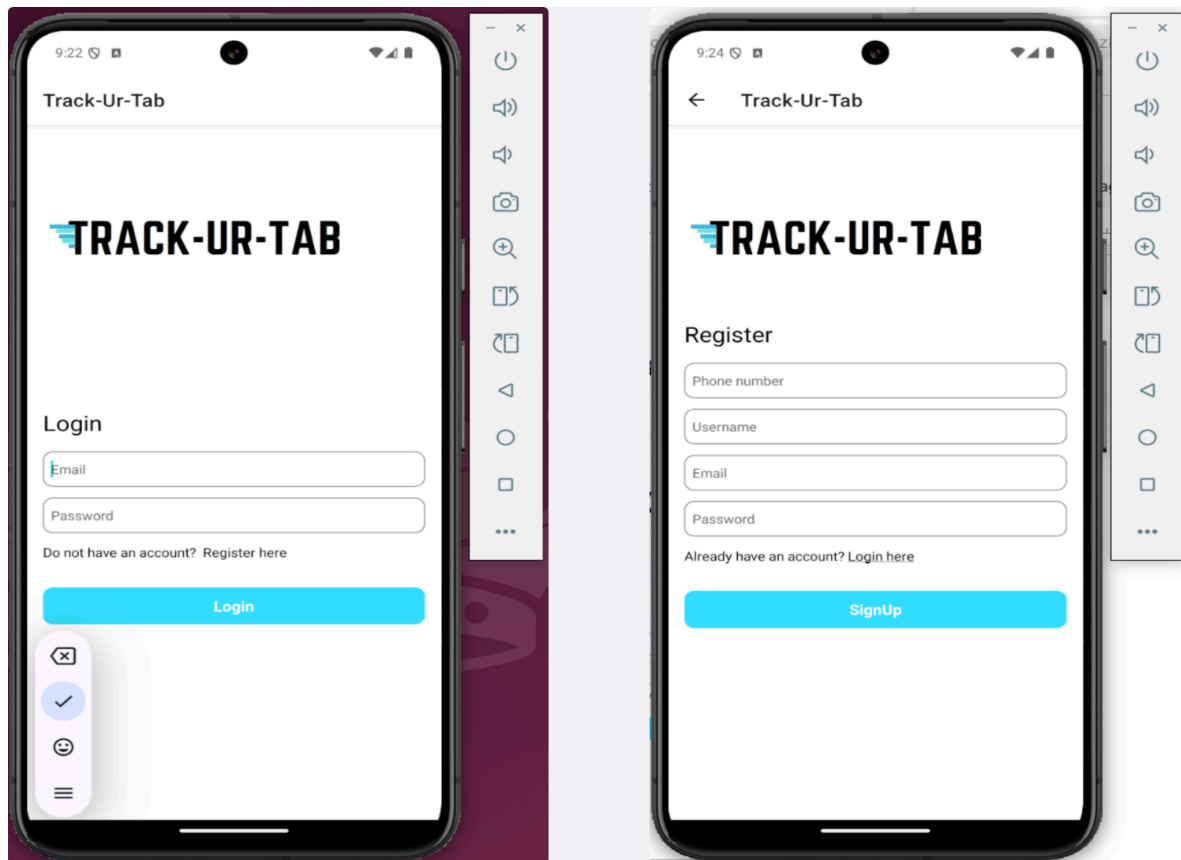 9:22
Track-Ur-Tab
TRACK-UR-TAB
Login
Email
Password
Do not have an account? Register here
Login
9:24
Track-Ur-Tab
TRACK-UR-TAB
Register
Phone number
Username
Email
Password
Already have an account? Login here
SignUp